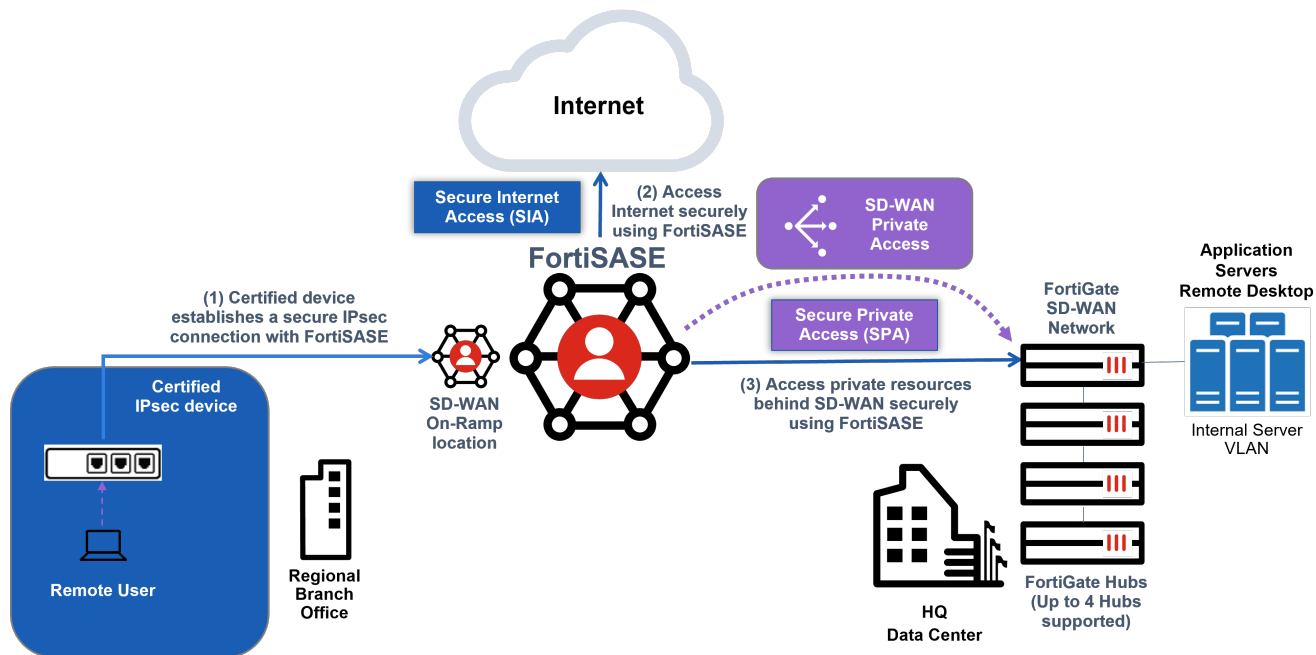 Internet
Secure Internet
Access (SIA)
(2) Access
Internet securely
using FortiSASE
SD-WAN
Private
Access
FortiSASE
Application
Servers
Remote Desktop
(1) Certified device
establishes a secure IPsec
connection with FortiSASE
Secure Private
Access (SPA)
FortiGate
SD-WAN
Network
Certified
IPsec device
SD-WAN
On-Ramp
location
(3) Access private resources
behind SD-WAN securely
using FortiSASE
Internal Server
VLAN
Remote User
Regional
Branch
Office
HQ
Data Center
FortiGate Hubs
(Up to 4 Hubs
supported)